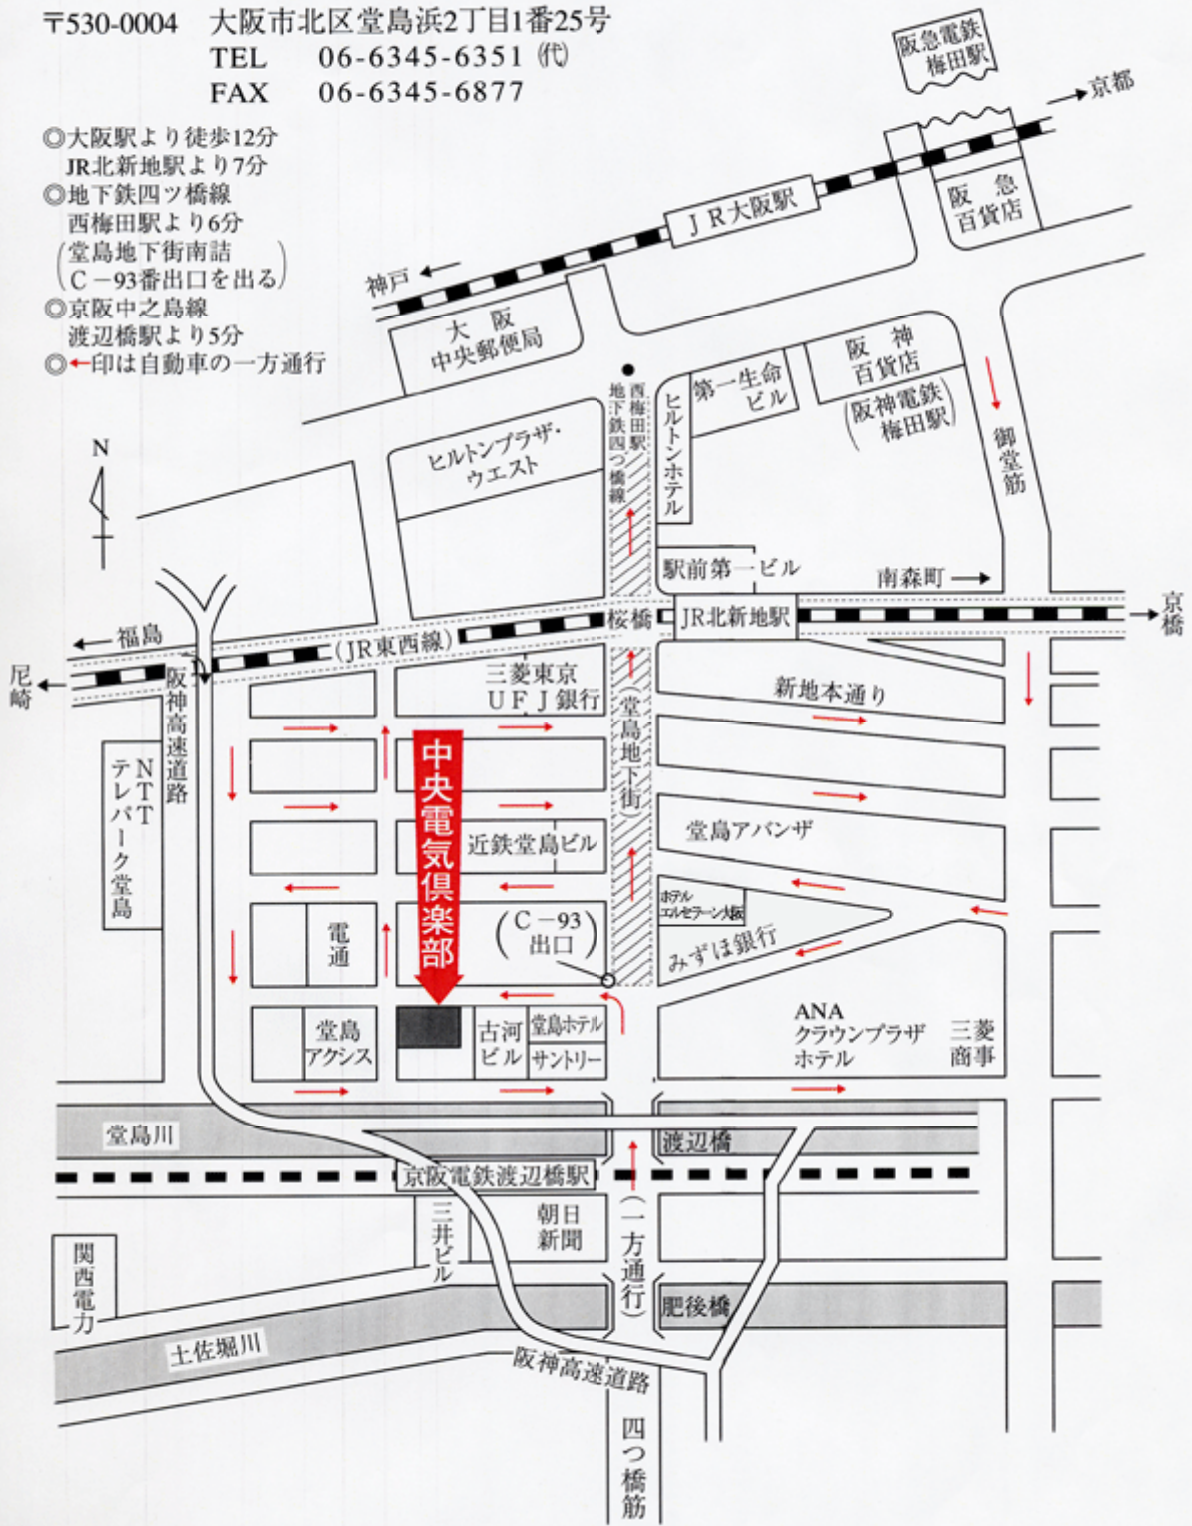 〒530-0004 大阪市北区堂島浜2丁目1番25号
TEL 06-6345-6351 ㈹
FAX 06-6345-6877
◎大阪駅より徒歩12分
JR北新地駅より7分
◎地下鉄四ツ橋線
西梅田駅より6分
(堂島地下街南詰
C−93番出口を出る)
◎京阪中之島線
渡辺橋駅より5分
◎←印は自動車の一方通行
阪急電鉄
梅田駅
→京都
阪急
百貨店
JR大阪駅
神戸←
大阪
中央郵便局
阪神
百貨店
(阪神電鉄
梅田駅)
第一生命
ビル
ヒルトンホテル
西梅田駅
地下鉄四つ橋線
御堂筋
ヒルトンプラザ・
ウエスト
N
駅前第一ビル
南森町→
桜橋
JR北新地駅
京橋
←福島
(JR東西線)
尼崎
阪神高速道路
三菱東京
UFJ銀行
新地本通り
(堂島地下街)
中央電気倶楽部
NTT
テレパーク堂島
近鉄堂島ビル
堂島アバンザ
ホテル
エルセラーン大阪
電通
(C−93
出口)
みずほ銀行
堂島
アクシス
古河
ビル
堂島ホテル
サントリー
ANA
クラウンプラザ
ホテル
三菱
商事
堂島川
渡辺橋
京阪電鉄渡辺橋駅
三井ビル
朝日
新聞
(一方通行)
関西電力
肥後橋
土佐堀川
阪神高速道路
四つ橋筋